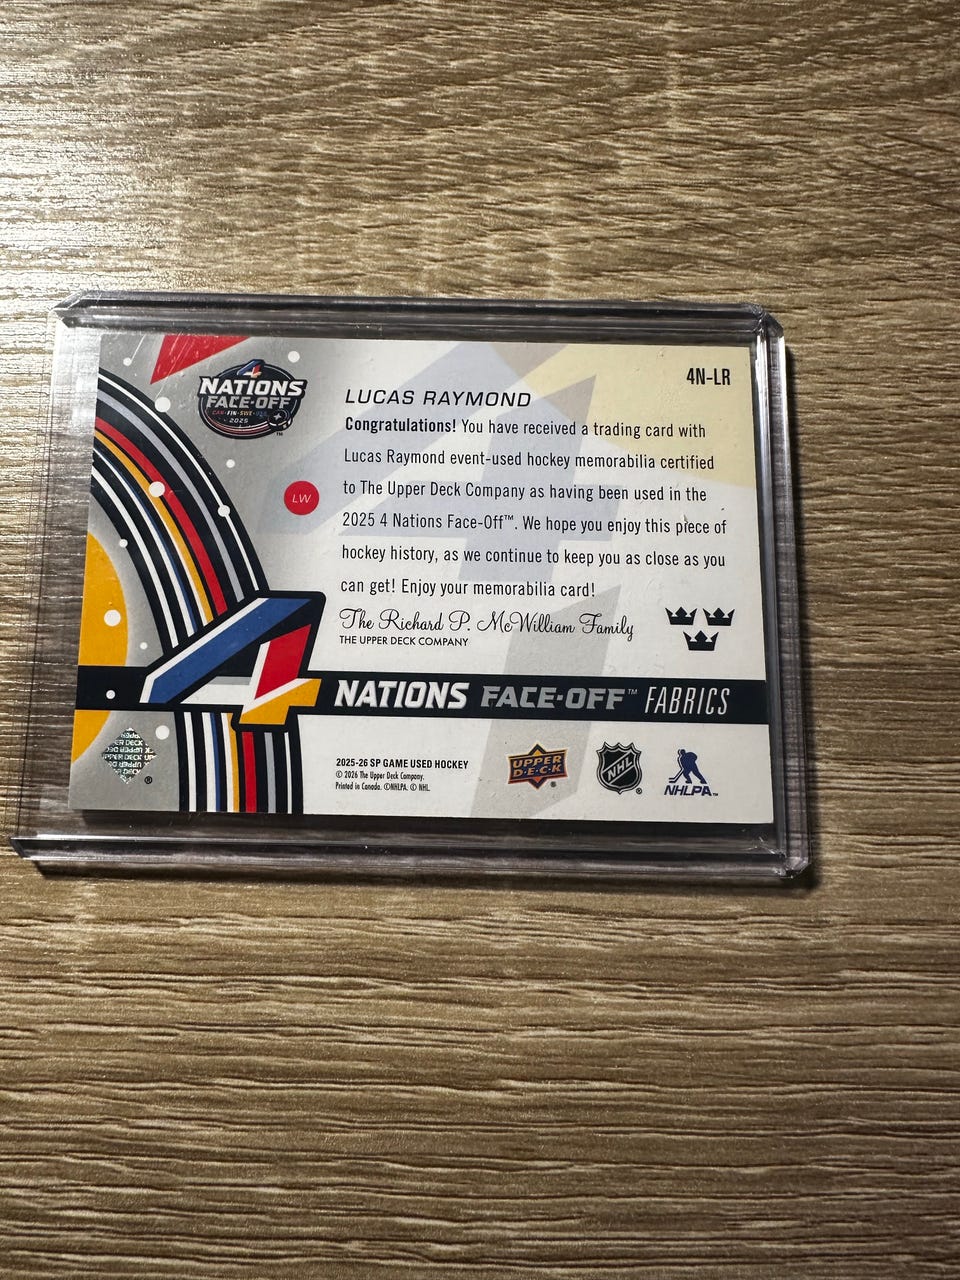 4N-LR
NATIONS
FACE·OFF
CAN·FIN·SWE·USA
2025
TM
LUCAS RAYMOND
Congratulations! You have received a trading card with
Lucas Raymond event-used hockey memorabilia certified
to The Upper Deck Company as having been used in the
2025 4 Nations Face-Off™. We hope you enjoy this piece of
hockey history, as we continue to keep you as close as you
can get! Enjoy your memorabilia card!
LW
The Richard P. McWilliam Family
THE UPPER DECK COMPANY
4 NATIONS FACE·OFF™ FABRICS
2025-26 SP GAME USED HOCKEY
© 2026 The Upper Deck Company.
Printed in Canada. ©NHLPA. © NHL.
UPPER
D·E·C·K
®
NHL
®
NHLPA™
®